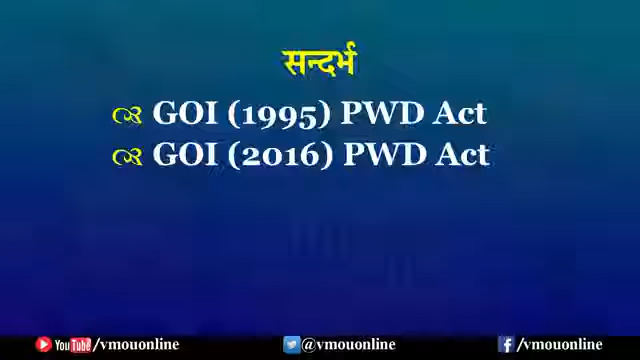 सन्दर्भ
GOI (1995) PWD Act
GOI (2016) PWD Act
YouTube /vmouonline @vmouonline /vmouonline